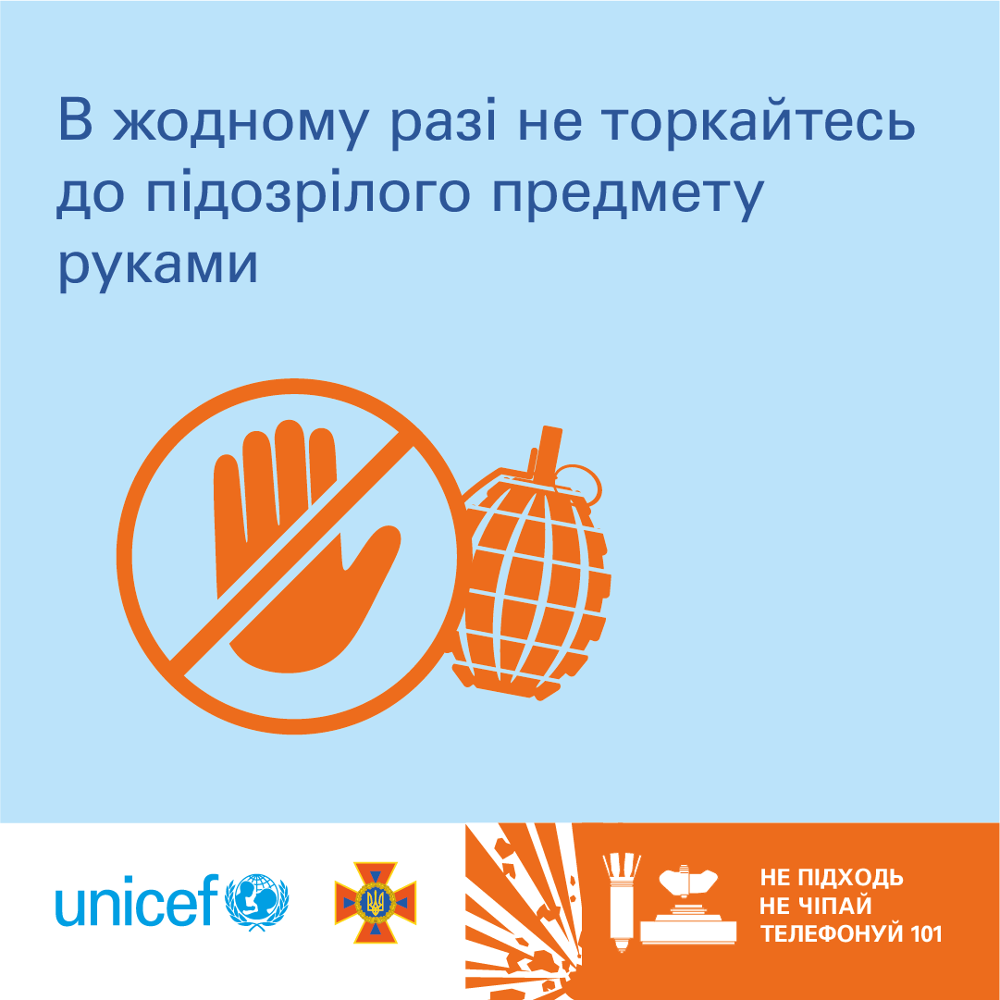 В жодному разі не торкайтесь
до підозрілого предмету
руками
unicef
НЕ ПІДХОДЬ
НЕ ЧІПАЙ
ТЕЛЕФОНУЙ 101